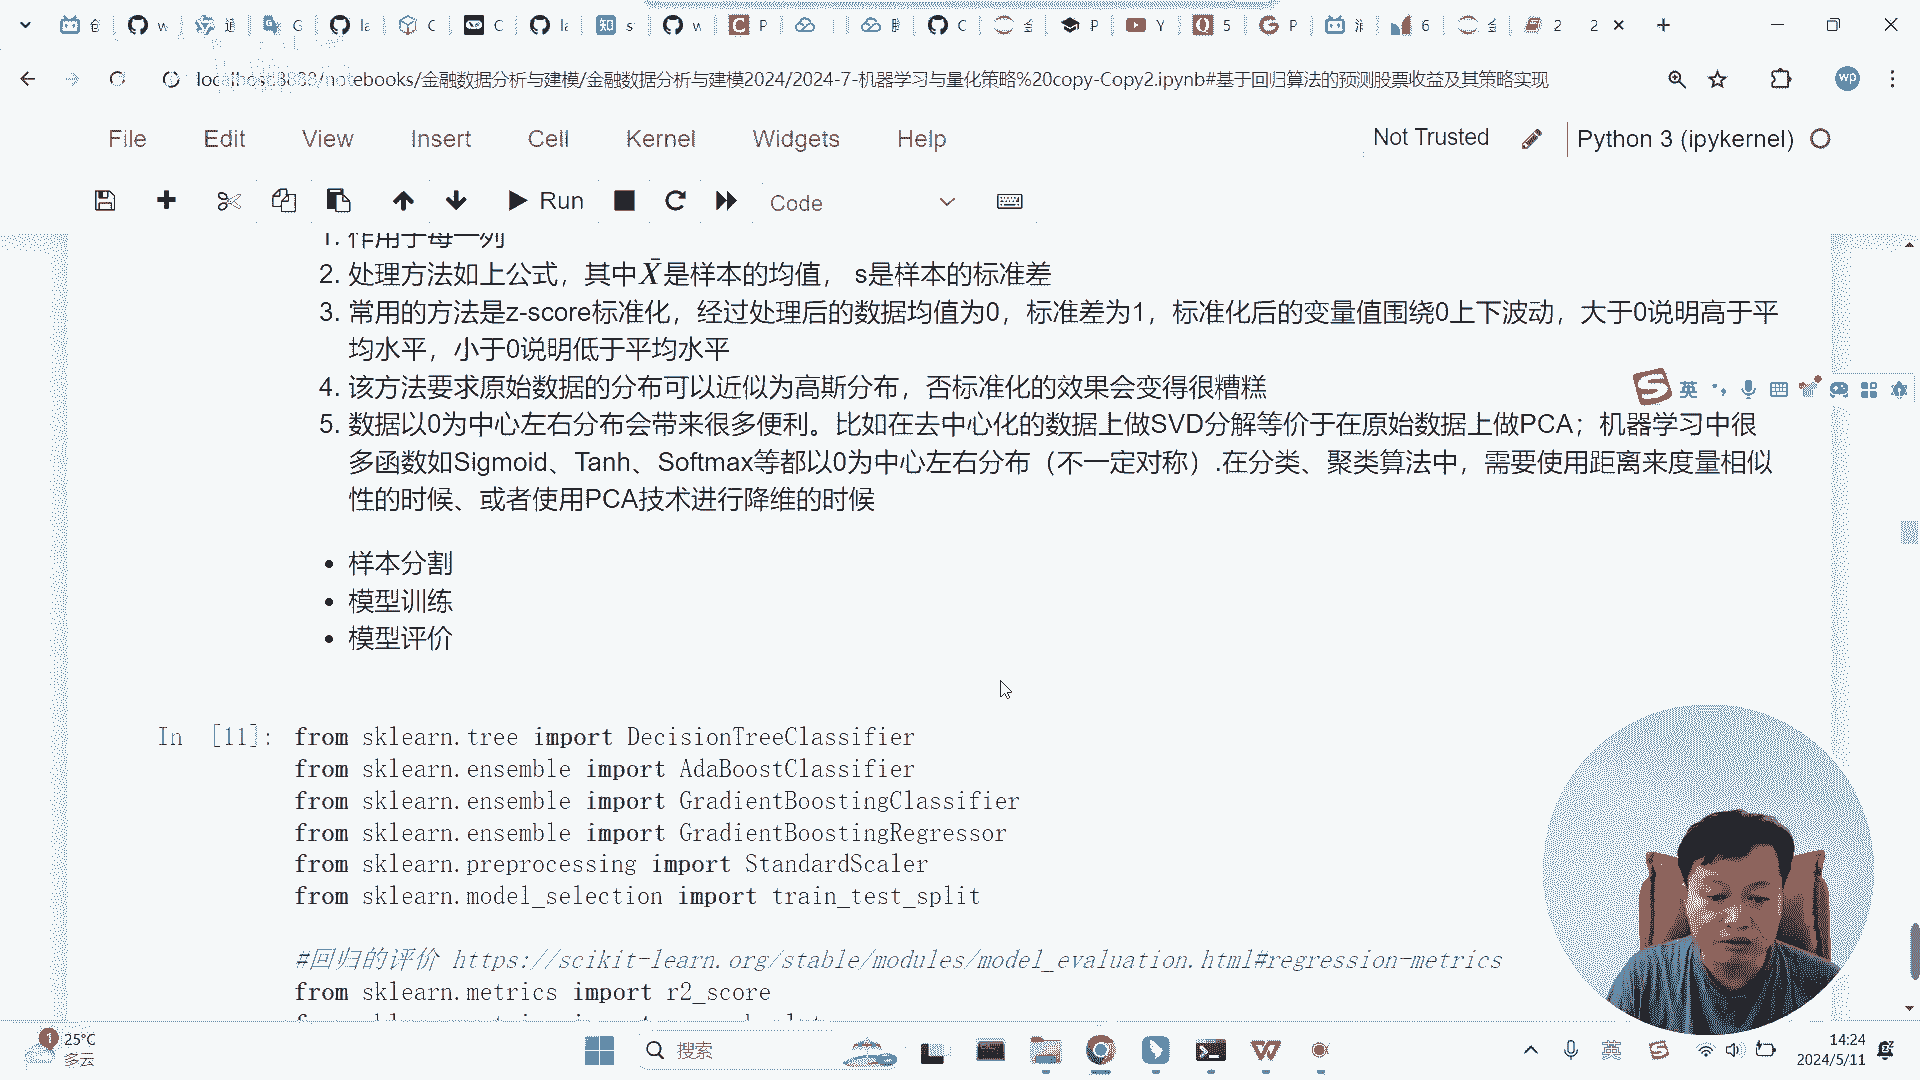 localhost:8888/notebooks/金融数据分析与建模/金融数据分析与建模2024/2024-7-机器学习与量化策略%20copy-Copy2.ipynb#基于回归算法的预测股票收益及其策略实现
wp
File Edit View Insert Cell Kernel Widgets Help
Not Trusted
Python 3 (ipykernel)
Run
Code
1. 作用于每一列
2. 处理方法如上公式，其中X̄是样本的均值， s是样本的标准差
3. 常用的方法是z-score标准化，经过处理后的数据均值为0，标准差为1，标准化后的变量值围绕0上下波动，大于0说明高于平
均水平，小于0说明低于平均水平
4. 该方法要求原始数据的分布可以近似为高斯分布，否标准化的效果会变得很糟糕
5. 数据以0为中心左右分布会带来很多便利。比如在去中心化的数据上做SVD分解等价于在原始数据上做PCA；机器学习中很
多函数如Sigmoid、Tanh、Softmax等都以0为中心左右分布（不一定对称）.在分类、聚类算法中，需要使用距离来度量相似
性的时候、或者使用PCA技术进行降维的时候
英
• 样本分割
• 模型训练
• 模型评价
In [11]:
from sklearn.tree import DecisionTreeClassifier
from sklearn.ensemble import AdaBoostClassifier
from sklearn.ensemble import GradientBoostingClassifier
from sklearn.ensemble import GradientBoostingRegressor
from sklearn.preprocessing import StandardScaler
from sklearn.model_selection import train_test_split
#回归的评价 https://scikit-learn.org/stable/modules/model_evaluation.html#regression-metrics
from sklearn.metrics import r2_score
25°C
多云
搜索
英
14:24
2024/5/11